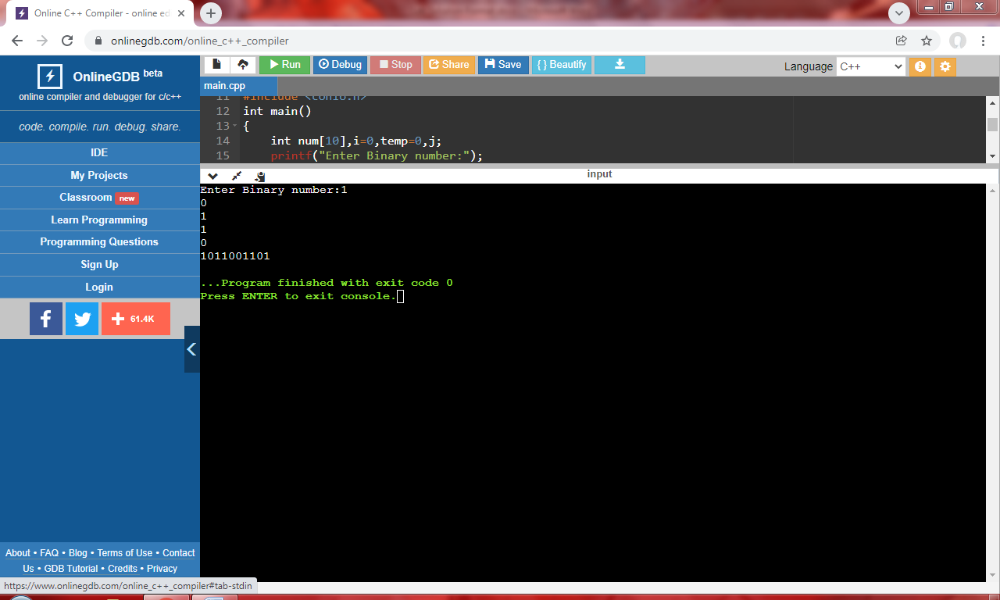 Online C++ Compiler - online ed
onlinegdb.com/online_c++_compiler
OnlineGDB beta
online compiler and debugger for c/c++
code. compile. run. debug. share.
IDE
My Projects
Classroom new
Learn Programming
Programming Questions
Sign Up
Login
61.4K
About • FAQ • Blog • Terms of Use • Contact
Us • GDB Tutorial • Credits • Privacy
https://www.onlinegdb.com/online_c++_compiler#tab-stdin
Run Debug Stop Share Save { } Beautify
Language C++
main.cpp
11 #include <conio.h>
12 int main()
13 {
14 int num[10],i=0,temp=0,j;
15 printf("Enter Binary number:");
input
Enter Binary number:1
0
1
1
0
1011001101
...Program finished with exit code 0
Press ENTER to exit console.